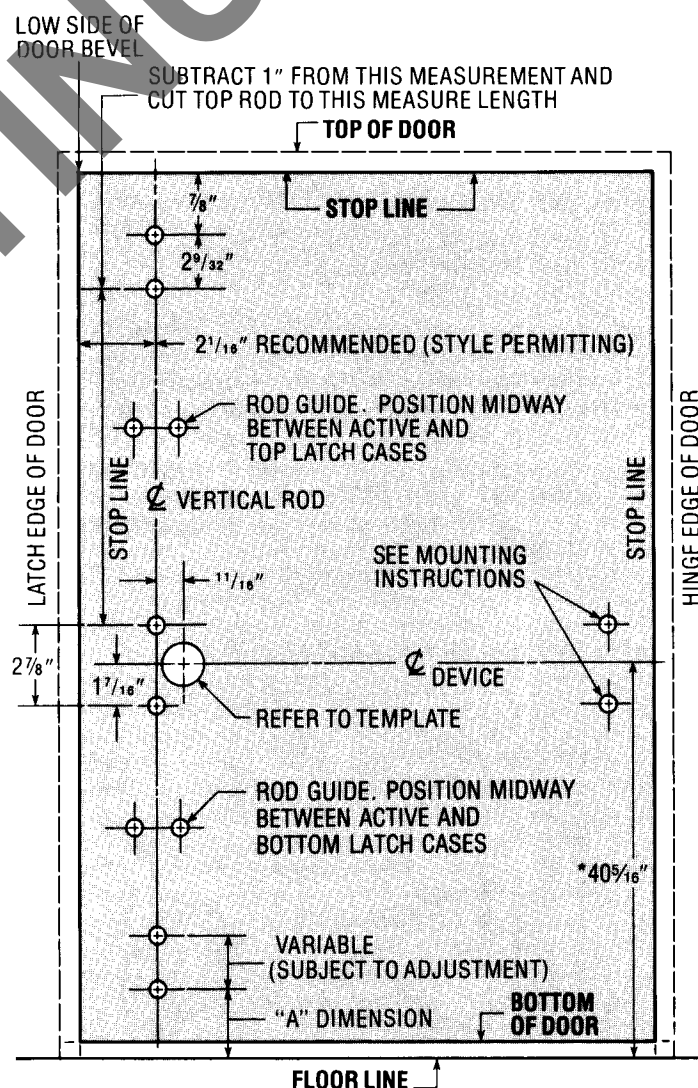 LOW SIDE OF
DOOR BEVEL
SUBTRACT 1" FROM THIS MEASUREMENT AND
CUT TOP ROD TO THIS MEASURE LENGTH
TOP OF DOOR
7/8"
STOP LINE
2 9/32"
2 1/16" RECOMMENDED (STYLE PERMITTING)
ROD GUIDE. POSITION MIDWAY
BETWEEN ACTIVE AND
TOP LATCH CASES
LATCH EDGE OF DOOR
STOP LINE
℄ VERTICAL ROD
STOP LINE
HINGE EDGE OF DOOR
SEE MOUNTING
INSTRUCTIONS
11/16"
2 7/8"
1 7/16"
℄ DEVICE
REFER TO TEMPLATE
ROD GUIDE. POSITION MIDWAY
BETWEEN ACTIVE AND
BOTTOM LATCH CASES
*40 5/16"
VARIABLE
(SUBJECT TO ADJUSTMENT)
"A" DIMENSION
BOTTOM
OF DOOR
FLOOR LINE